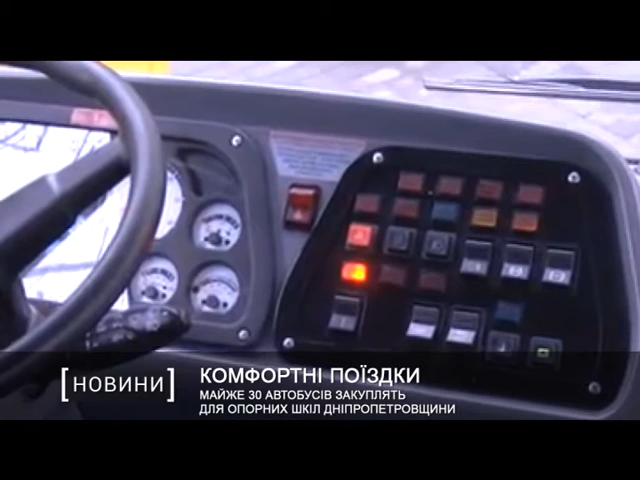 [НОВИНИ]
КОМФОРТНІ ПОЇЗДКИ
МАЙЖЕ 30 АВТОБУСІВ ЗАКУПЛЯТЬ
ДЛЯ ОПОРНИХ ШКІЛ ДНІПРОПЕТРОВЩИНИ